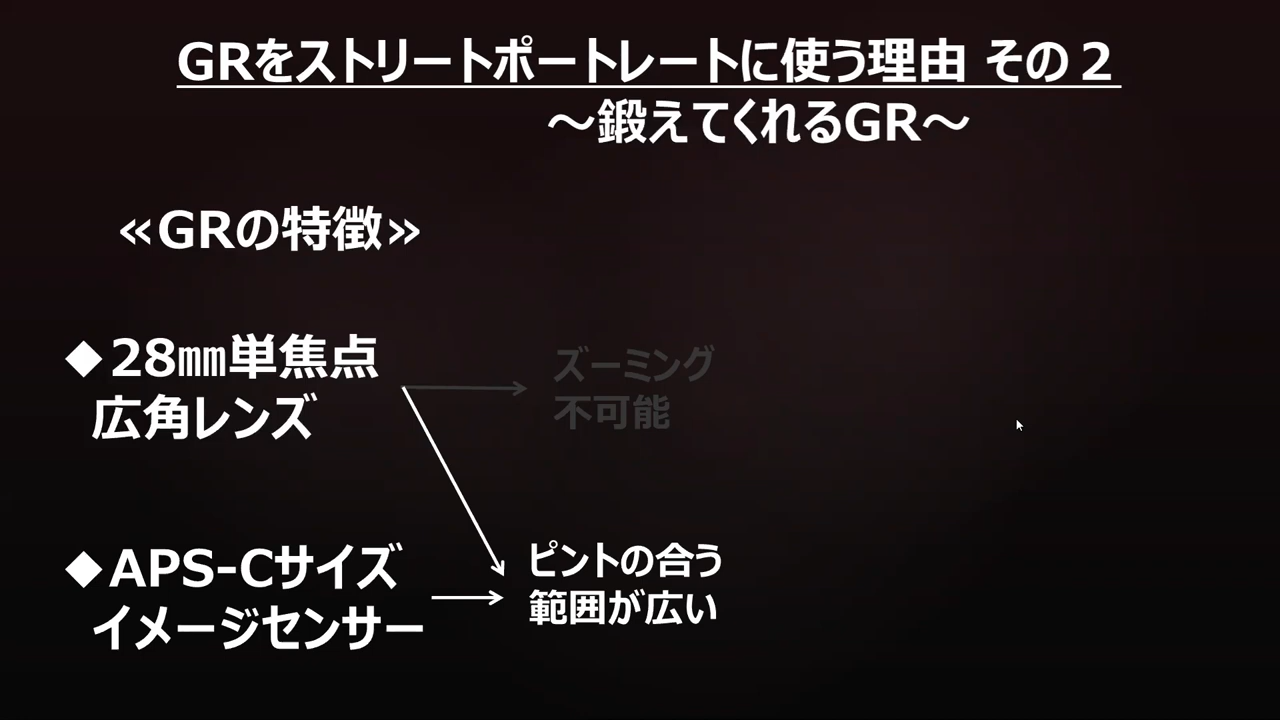 GRをストリートポートレートに使う理由 その２
～鍛えてくれるGR～
≪GRの特徴≫
◆28㎜単焦点
広角レンズ
ズーミング
不可能
◆APS-Cサイズ
イメージセンサー
ピントの合う
範囲が広い